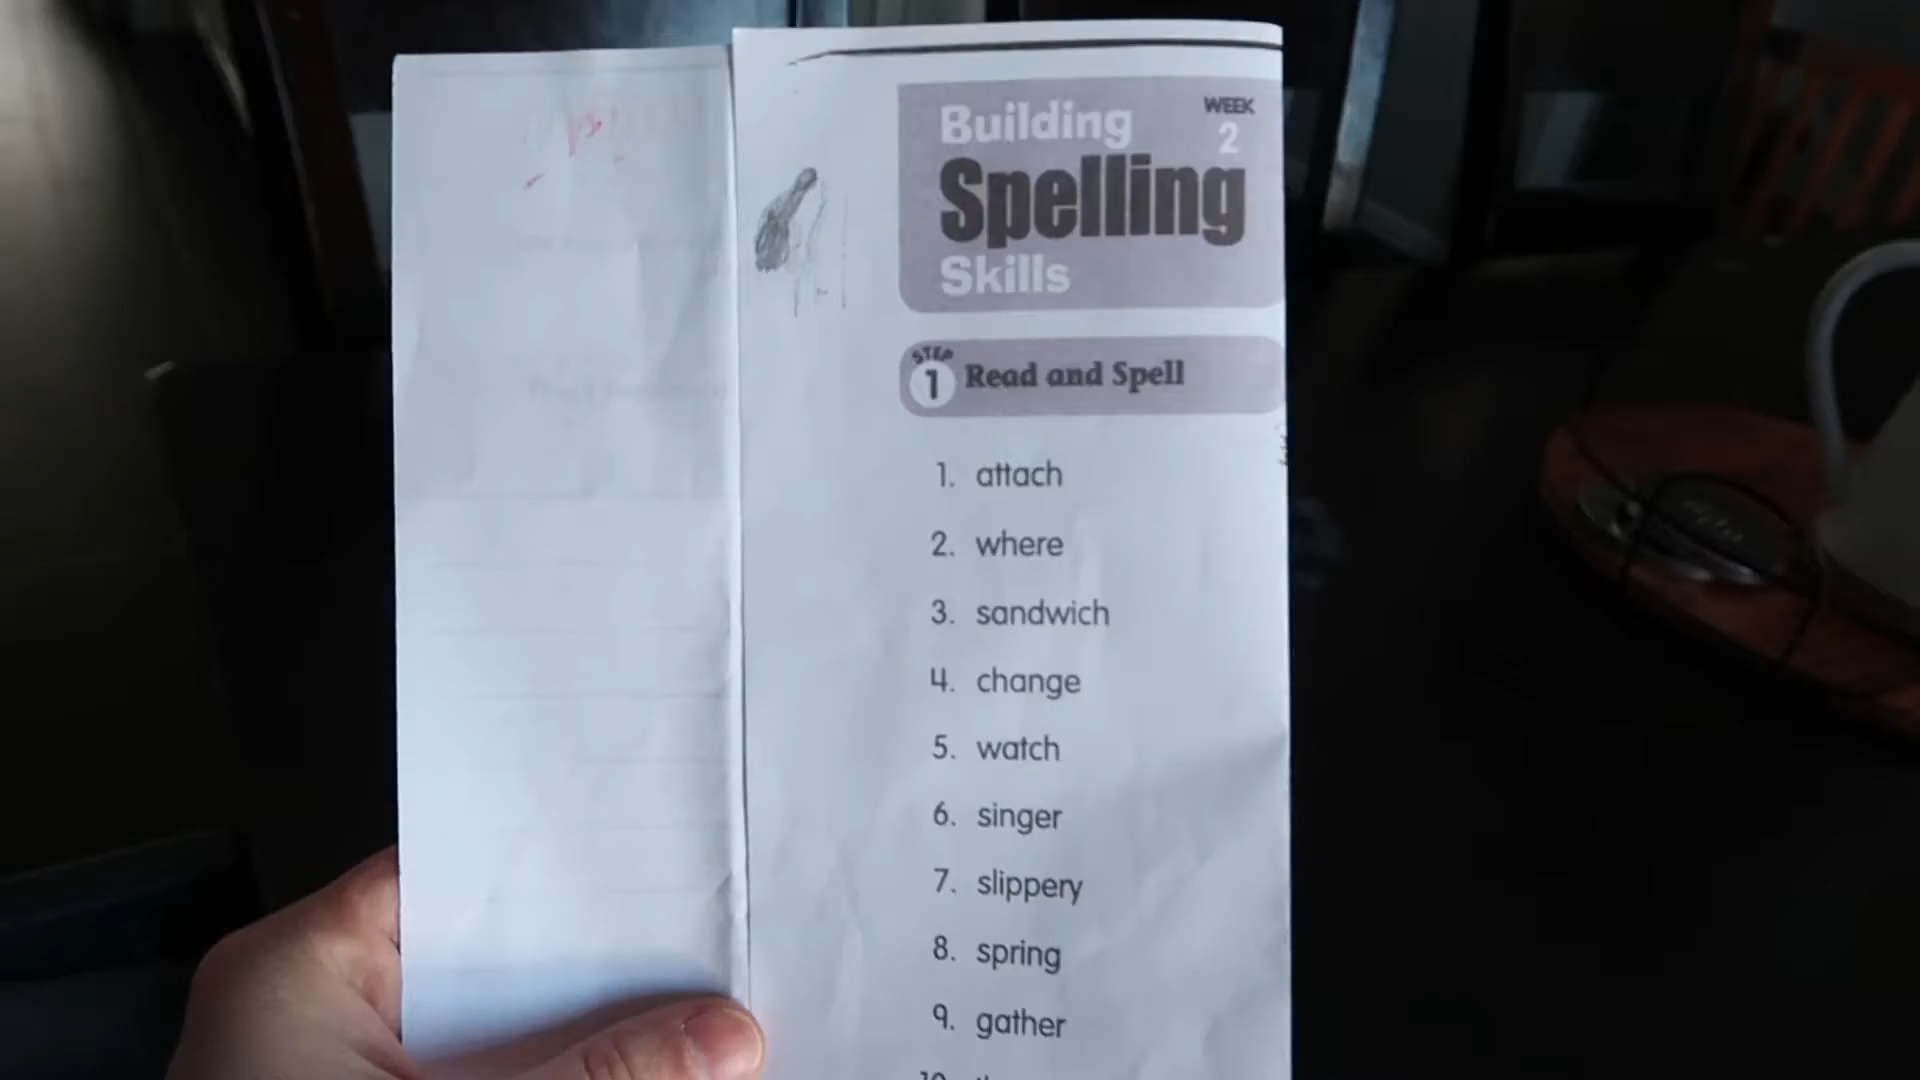 Building
WEEK
2
Spelling
Skills
STEP
1 Read and Spell
1. attach
2. where
3. sandwich
4. change
5. watch
6. singer
7. slippery
8. spring
9. gather